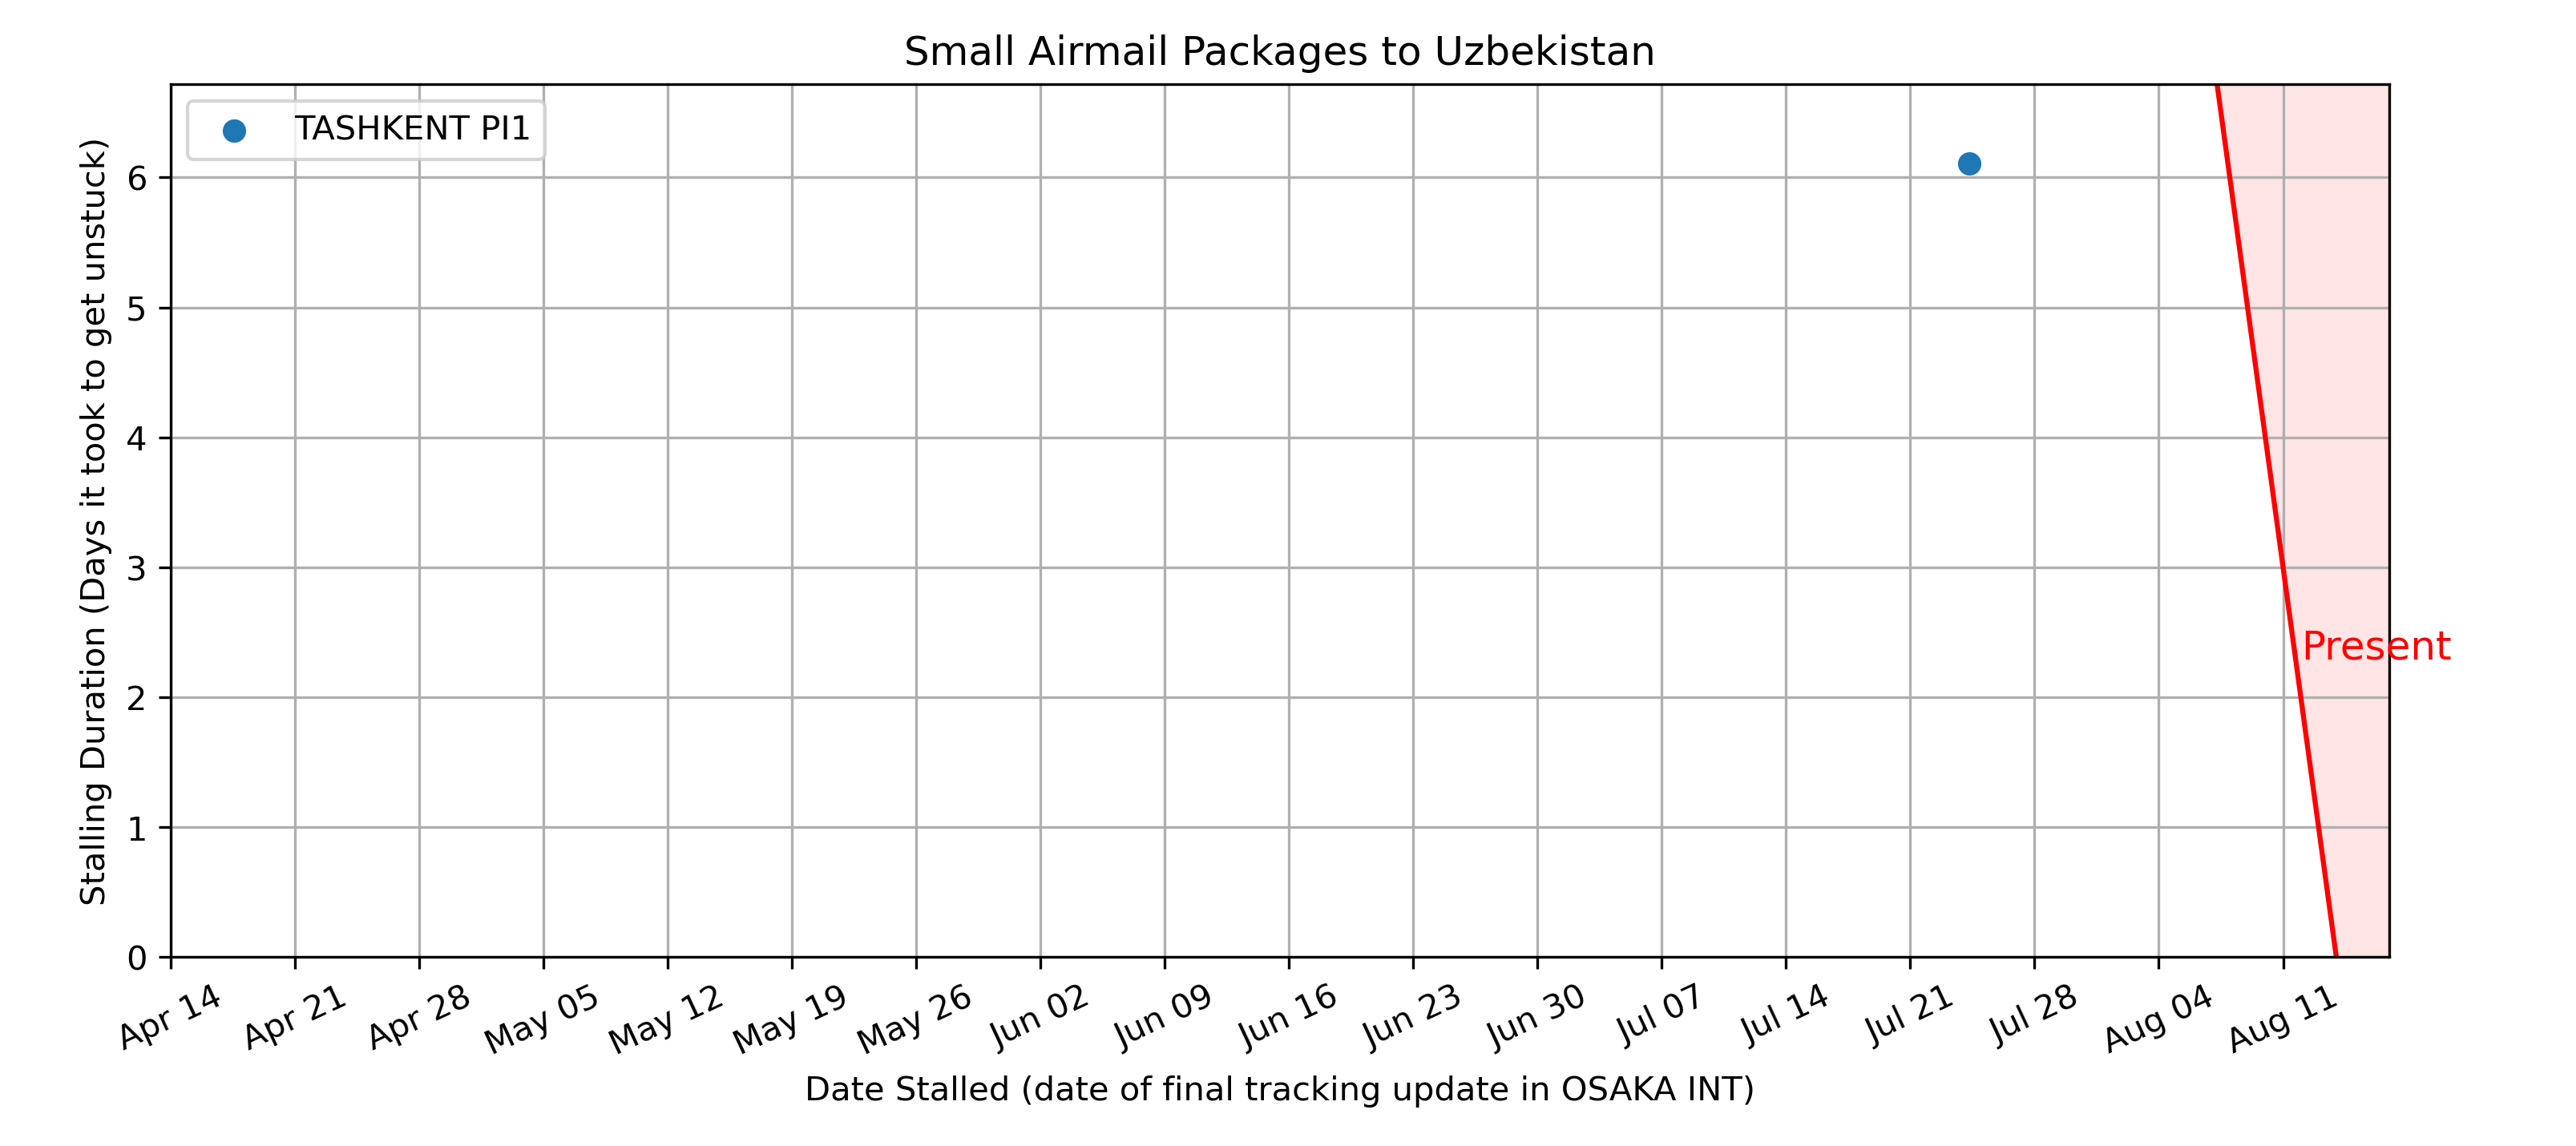 Small Airmail Packages to Uzbekistan
TASHKENT PI1
Stalling Duration (Days it took to get unstuck)
6
5
4
3
2
1
0
Present
Apr 14
Apr 21
Apr 28
May 05
May 12
May 19
May 26
Jun 02
Jun 09
Jun 16
Jun 23
Jun 30
Jul 07
Jul 14
Jul 21
Jul 28
Aug 04
Aug 11
Date Stalled (date of final tracking update in OSAKA INT)